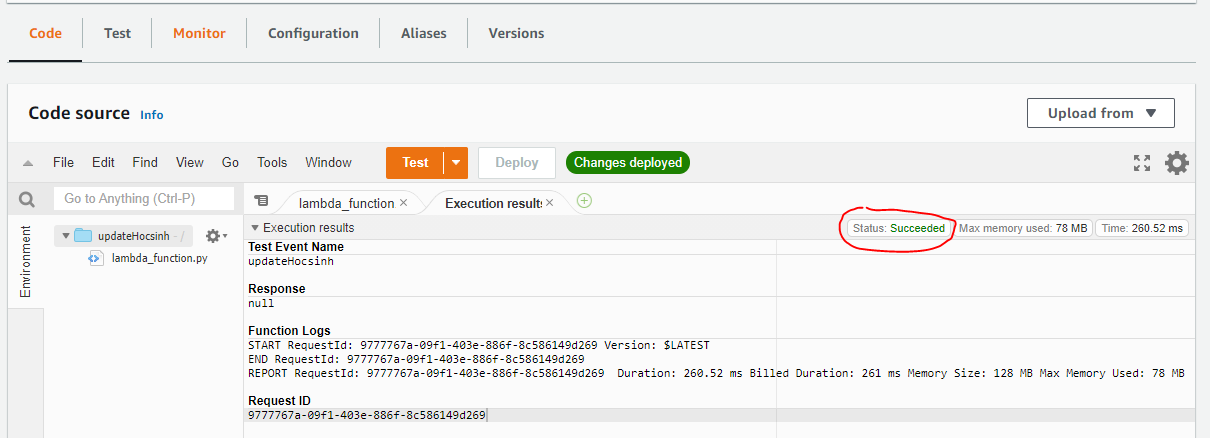 Code Test Monitor Configuration Aliases Versions
Code source Info Upload from
File Edit Find View Go Tools Window Test Deploy Changes deployed
Go to Anything (Ctrl-P) lambda_function Execution results
Environment
updateHocsinh - / Execution results Status: Succeeded Max memory used: 78 MB Time: 260.52 ms
lambda_function.py
Test Event Name
updateHocsinh
Response
null
Function Logs
START RequestId: 9777767a-09f1-403e-886f-8c586149d269 Version: $LATEST
END RequestId: 9777767a-09f1-403e-886f-8c586149d269
REPORT RequestId: 9777767a-09f1-403e-886f-8c586149d269 Duration: 260.52 ms Billed Duration: 261 ms Memory Size: 128 MB Max Memory Used: 78 MB
Request ID
9777767a-09f1-403e-886f-8c586149d269